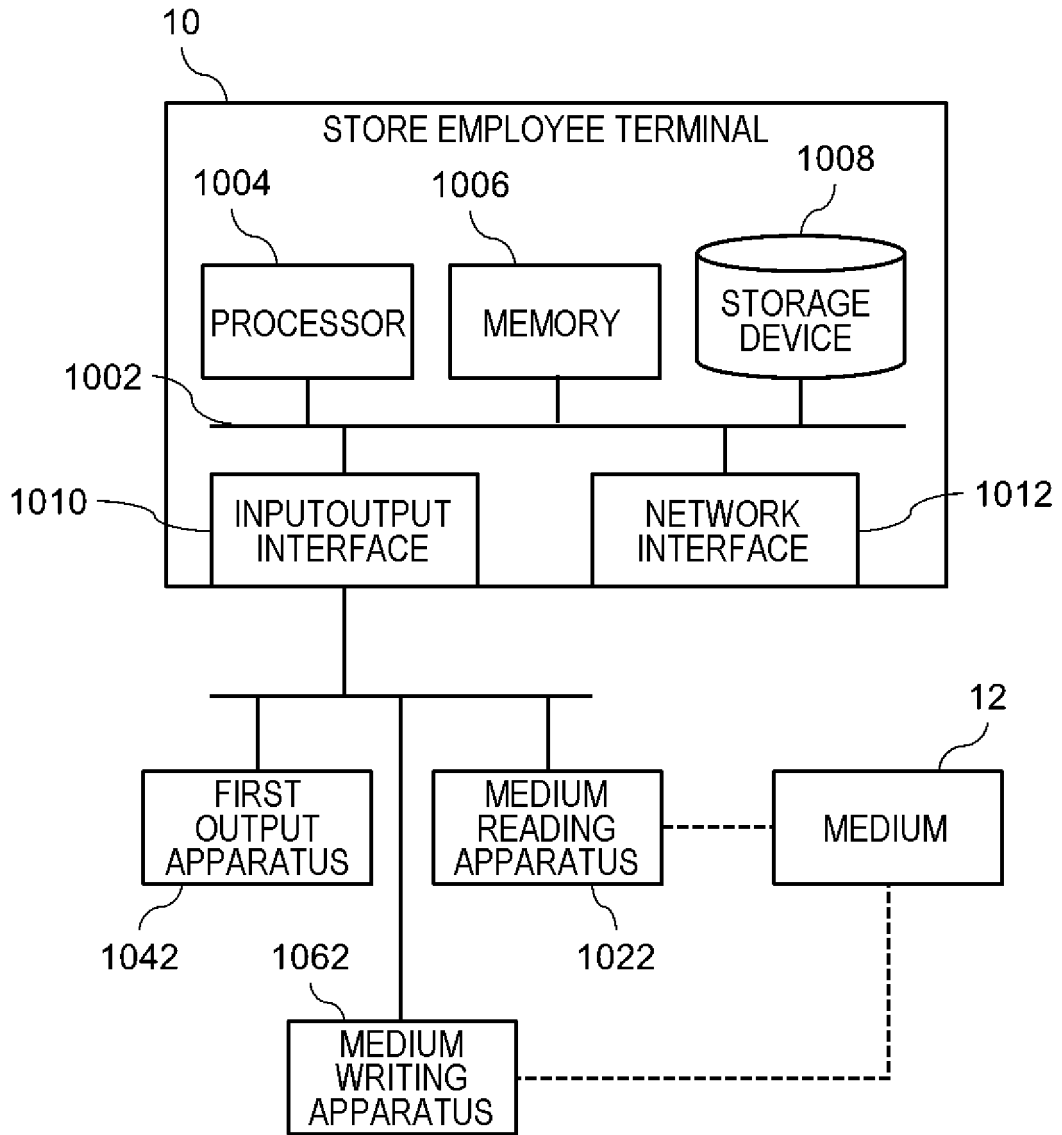 10
STORE EMPLOYEE TERMINAL
1004
1006
1008
PROCESSOR
MEMORY
STORAGE
DEVICE
1002
1010
INPUTOUTPUT
INTERFACE
NETWORK
INTERFACE
1012
12
FIRST
OUTPUT
APPARATUS
MEDIUM
READING
APPARATUS
MEDIUM
1042
1062
1022
MEDIUM
WRITING
APPARATUS